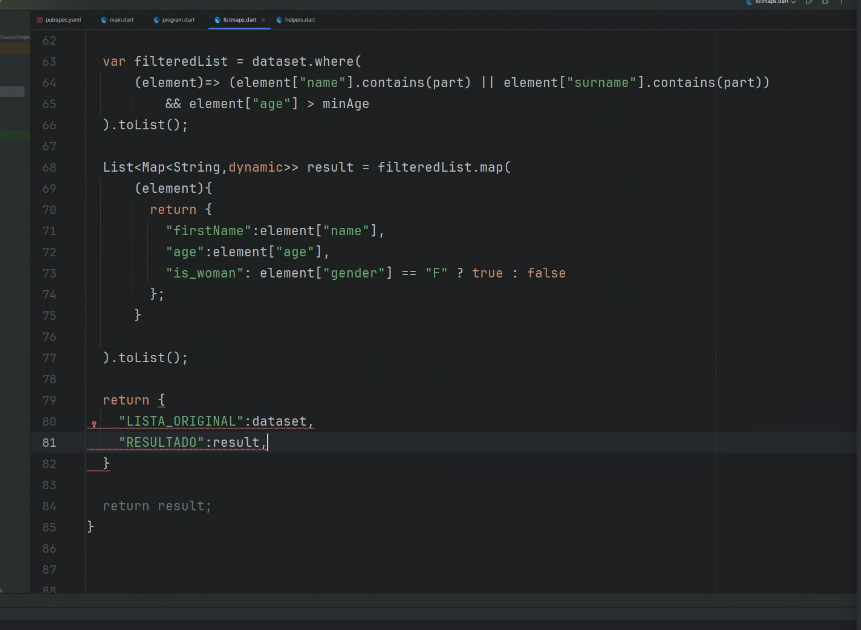 listmaps.dart
pubspec.yaml main.dart program.dart listmaps.dart × helpers.dart
62
63 var filteredList = dataset.where(
64 (element)=> (element["name"].contains(part) || element["surname"].contains(part))
65 && element["age"] > minAge
66 ).toList();
67
68 List<Map<String,dynamic>> result = filteredList.map(
69 (element){
70 return {
71 "firstName":element["name"],
72 "age":element["age"],
73 "is_woman": element["gender"] == "F" ? true : false
74 };
75 }
76
77 ).toList();
78
79 return {
80 "LISTA_ORIGINAL":dataset,
81 "RESULTADO":result,
82 }
83
84 return result;
85 }
86
87
88